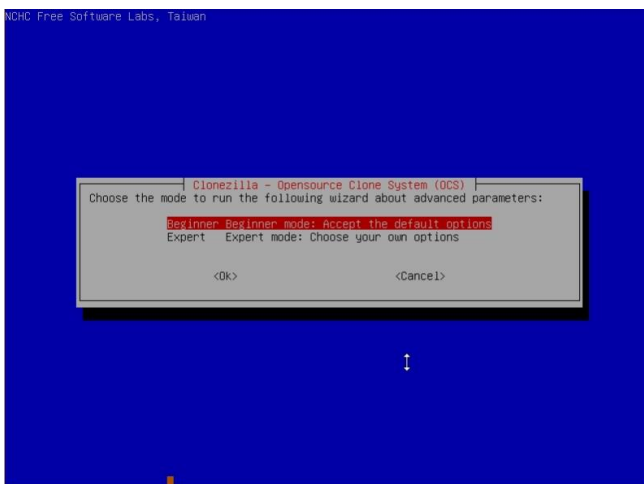 NCHC Free Software Labs, Taiwan
Clonezilla - Opensource Clone System (OCS)
Choose the mode to run the following wizard about advanced parameters:
Beginner Beginner mode: Accept the default options
Expert Expert mode: Choose your own options
<Ok> <Cancel>